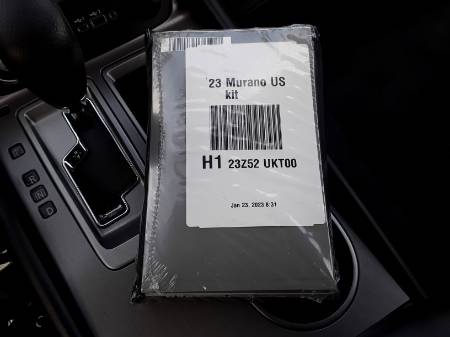 '23 Murano US
kit
H1 23Z52 UKT00
Jan 23, 2023 8:31
P
R
N
D